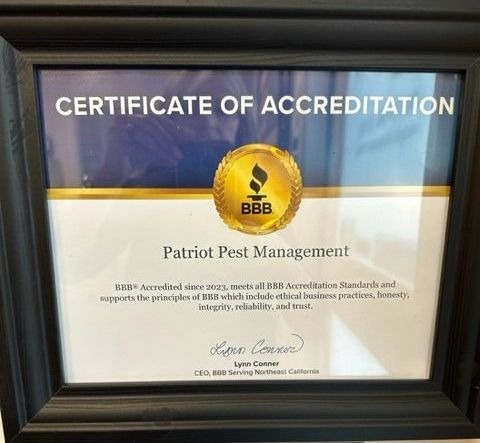 CERTIFICATE OF ACCREDITATION
BBB
Patriot Pest Management
BBB® Accredited since 2023, meets all BBB Accreditation Standards and
supports the principles of BBB which include ethical business practices, honesty,
integrity, reliability, and trust.
Lynn Conner
Lynn Conner
CEO, BBB Serving Northeast California